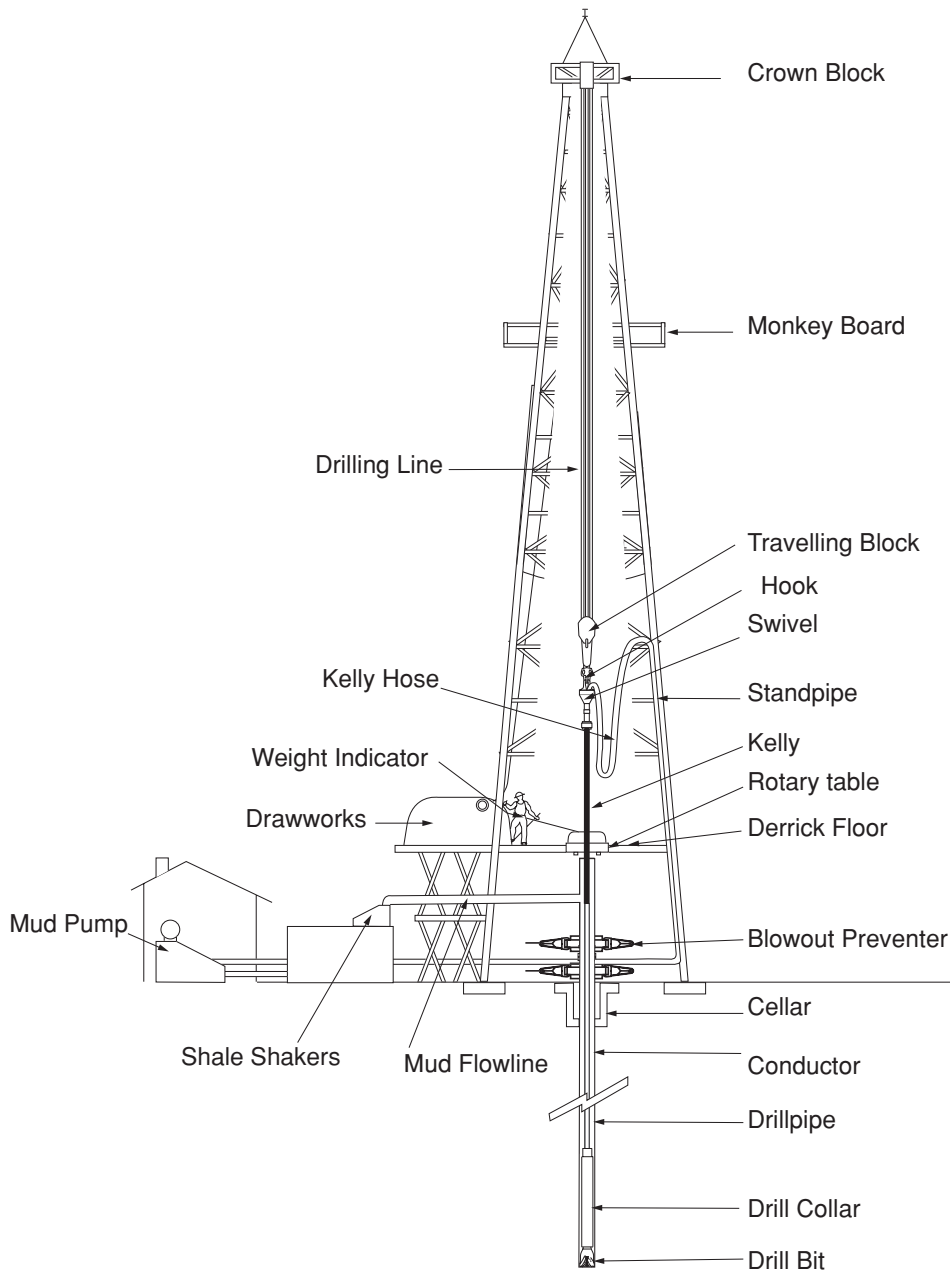 Crown Block
Monkey Board
Drilling Line
Travelling Block
Hook
Swivel
Kelly Hose
Standpipe
Kelly
Weight Indicator
Rotary table
Drawworks
Derrick Floor
Mud Pump
Blowout Preventer
Cellar
Shale Shakers
Mud Flowline
Conductor
Drillpipe
Drill Collar
Drill Bit